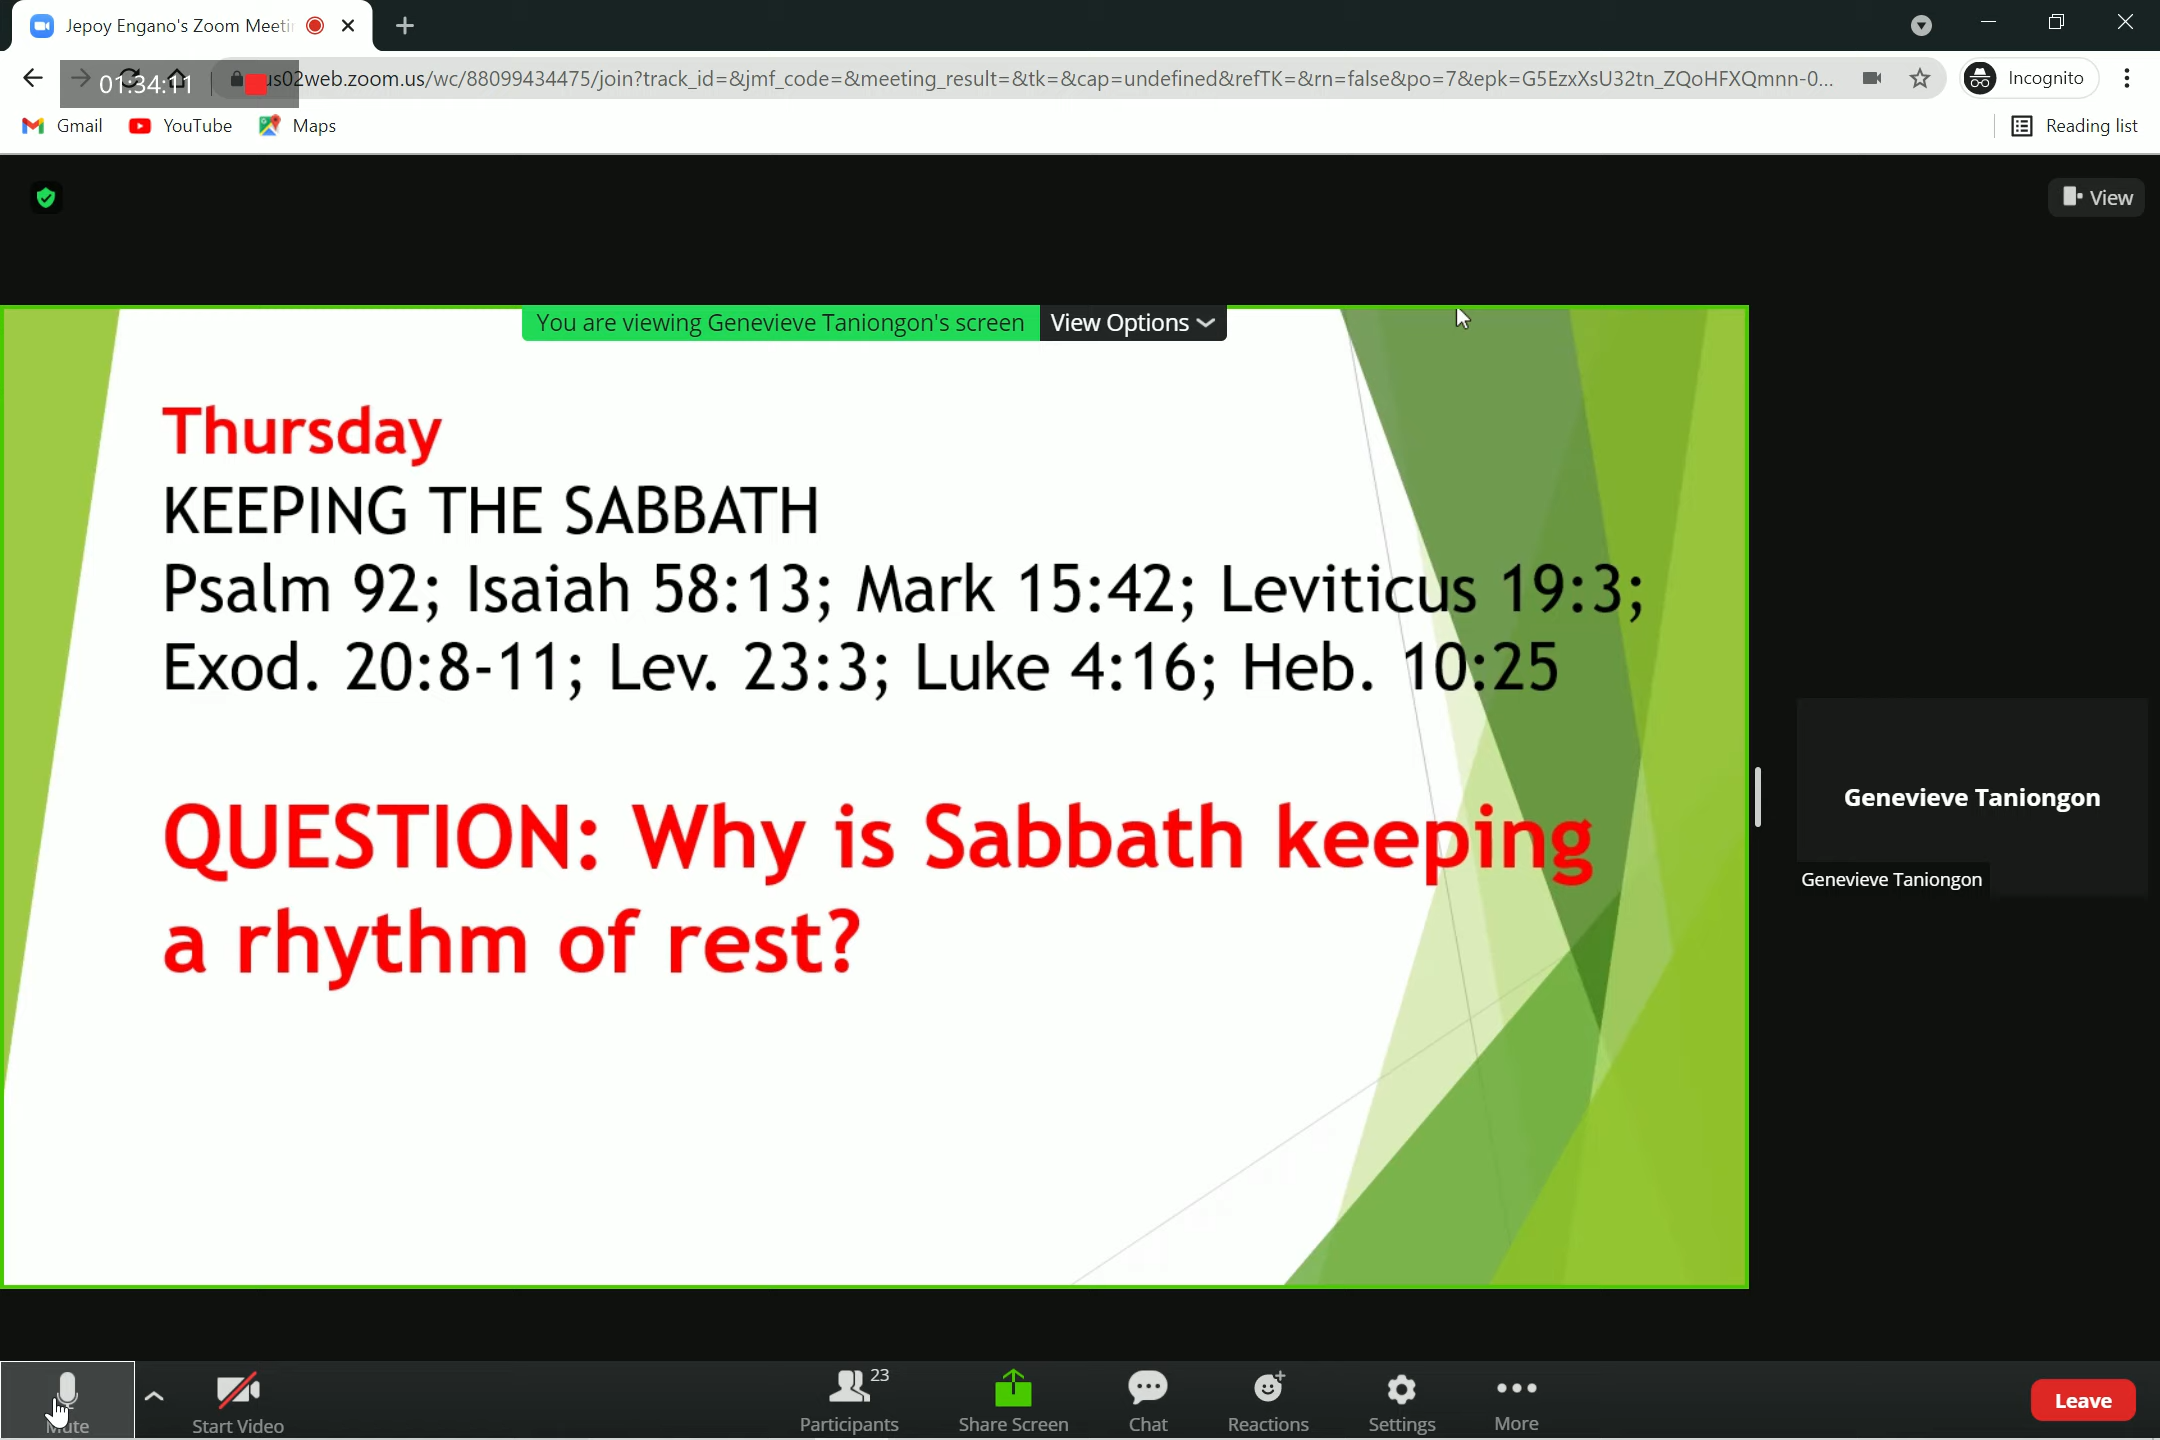 Jepoy Engano's Zoom Meeti
01:34:11
us02web.zoom.us/wc/88099434475/join?track_id=&jmf_code=&meeting_result=&tk=&cap=undefined&refTK=&rn=false&po=7&epk=G5EzxXsU32tn_ZQoHFXQmnn-0...
Incognito
Gmail
YouTube
Maps
Reading list
View
You are viewing Genevieve Taniongon's screen
View Options
Thursday
KEEPING THE SABBATH
Psalm 92; Isaiah 58:13; Mark 15:42; Leviticus 19:3;
Exod. 20:8-11; Lev. 23:3; Luke 4:16; Heb. 10:25
QUESTION: Why is Sabbath keeping
a rhythm of rest?
Genevieve Taniongon
Genevieve Taniongon
Mute
Start Video
23
Participants
Share Screen
Chat
Reactions
Settings
More
Leave